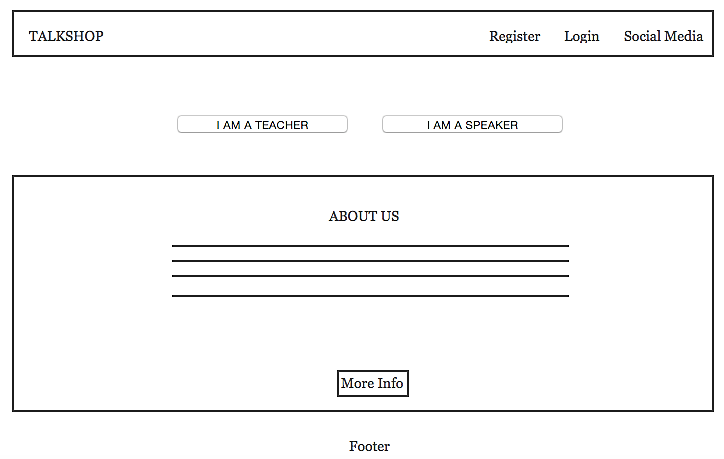 TALKSHOP Register Login Social Media
I AM A TEACHER I AM A SPEAKER
ABOUT US
More Info
Footer